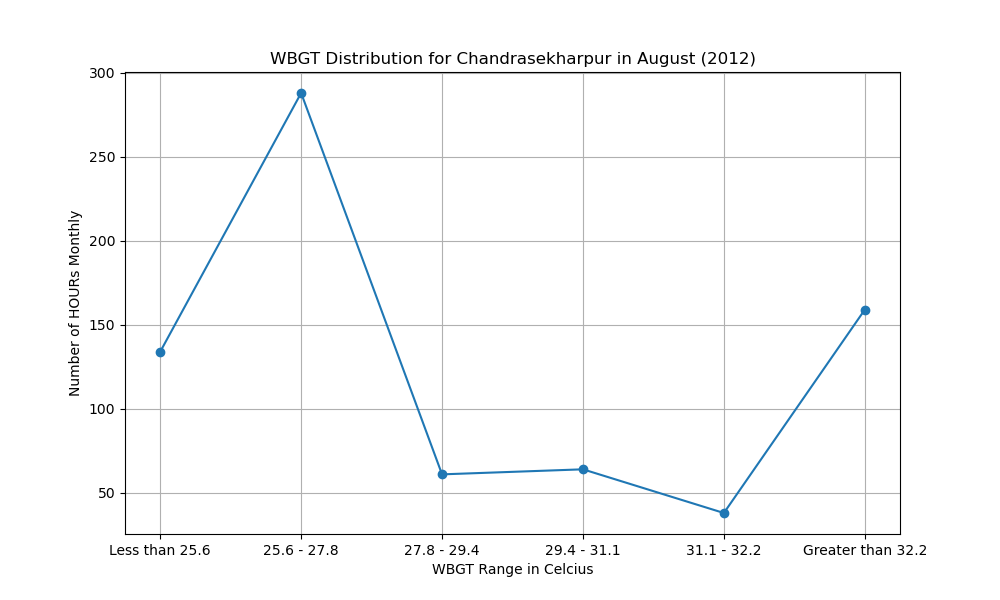 WBGT Distribution for Chandrasekharpur in August (2012)
Number of HOURs Monthly
300
250
200
150
100
50
Less than 25.6
25.6 - 27.8
27.8 - 29.4
29.4 - 31.1
31.1 - 32.2
Greater than 32.2
WBGT Range in Celcius